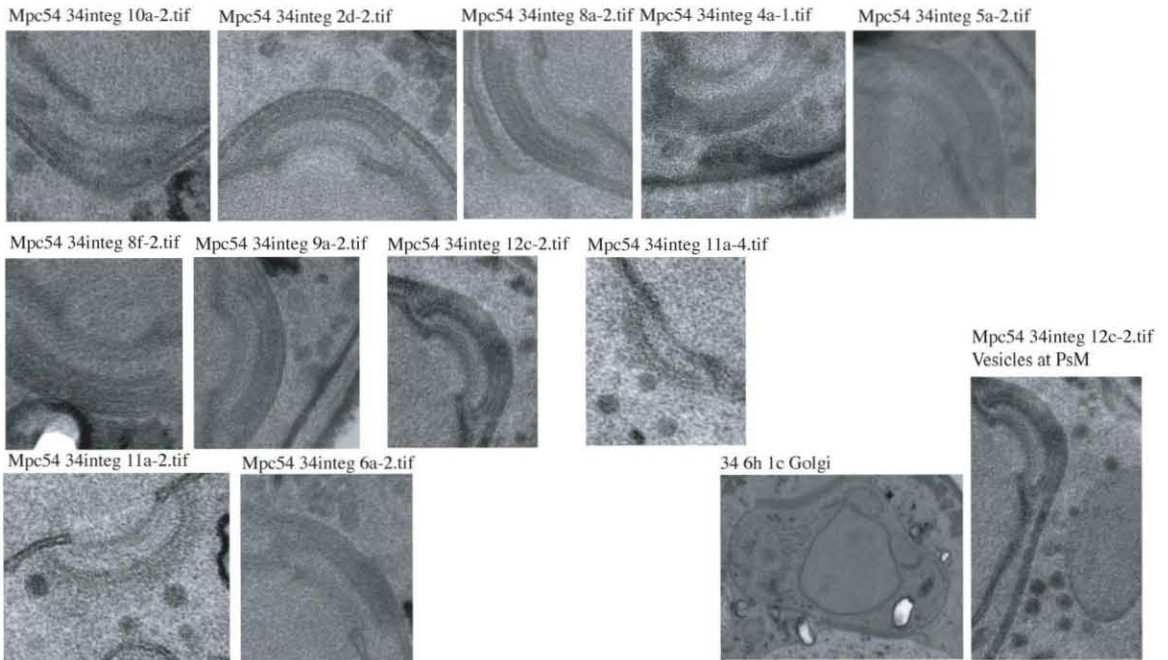 Mpc54 34integ 10a-2.tif
Mpc54 34integ 2d-2.tif
Mpc54 34integ 8a-2.tif
Mpc54 34integ 4a-1.tif
Mpc54 34integ 5a-2.tif
Mpc54 34integ 8f-2.tif
Mpc54 34integ 9a-2.tif
Mpc54 34integ 12c-2.tif
Mpc54 34integ 11a-4.tif
Mpc54 34integ 12c-2.tif
Vesicles at PsM
Mpc54 34integ 11a-2.tif
Mpc54 34integ 6a-2.tif
34 6h 1c Golgi